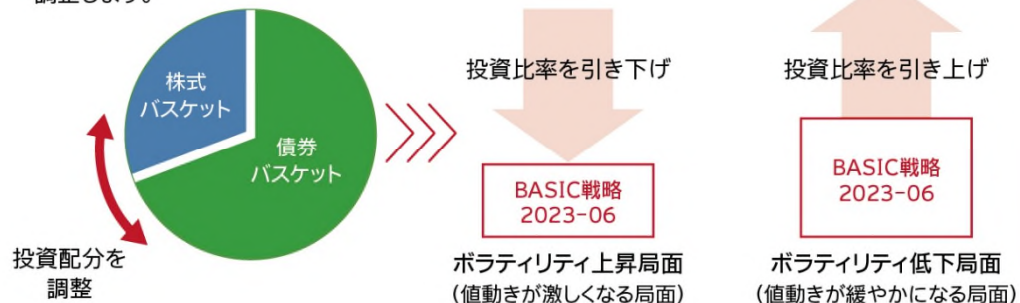 調整します。
株式
バスケット
債券
バスケット
投資配分を
調整
投資比率を引き下げ
BASIC戦略
2023-06
ボラティリティ上昇局面
(値動きが激しくなる局面)
投資比率を引き上げ
BASIC戦略
2023-06
ボラティリティ低下局面
(値動きが緩やかになる局面)